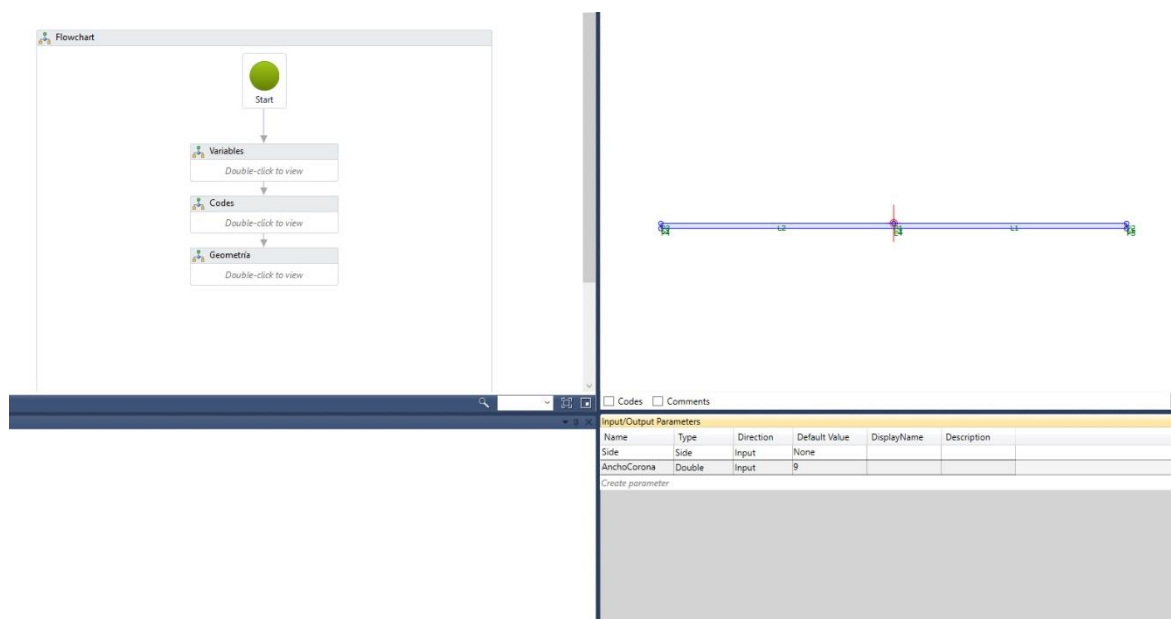 Flowchart
Start
Variables
Double-click to view
Codes
Double-click to view
Geometría
Double-click to view
L2
L1
Codes
Comments
Input/Output Parameters
Name Type Direction Default Value DisplayName Description
Side Side Input None
AnchoCorona Double Input 9
Create parameter